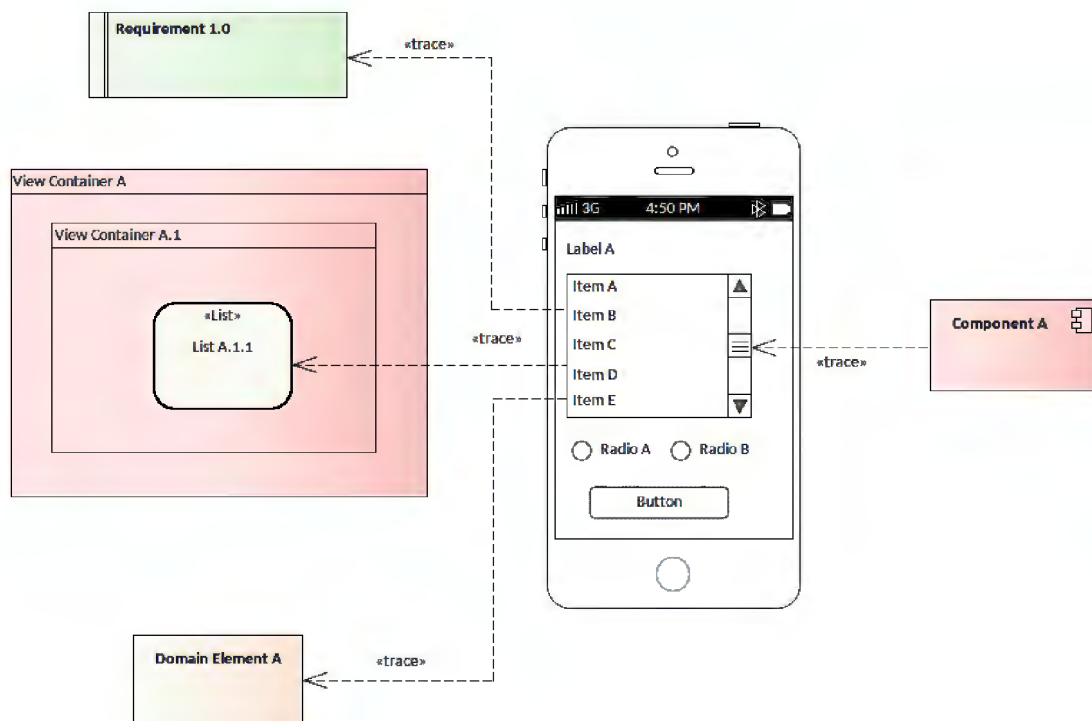 Requirement 1.0
«trace»
View Container A
View Container A.1
«List»
List A.1.1
«trace»
3G 4:50 PM
Label A
Item A
Item B
Item C
Item D
Item E
Radio A Radio B
Button
Component A
«trace»
Domain Element A
«trace»